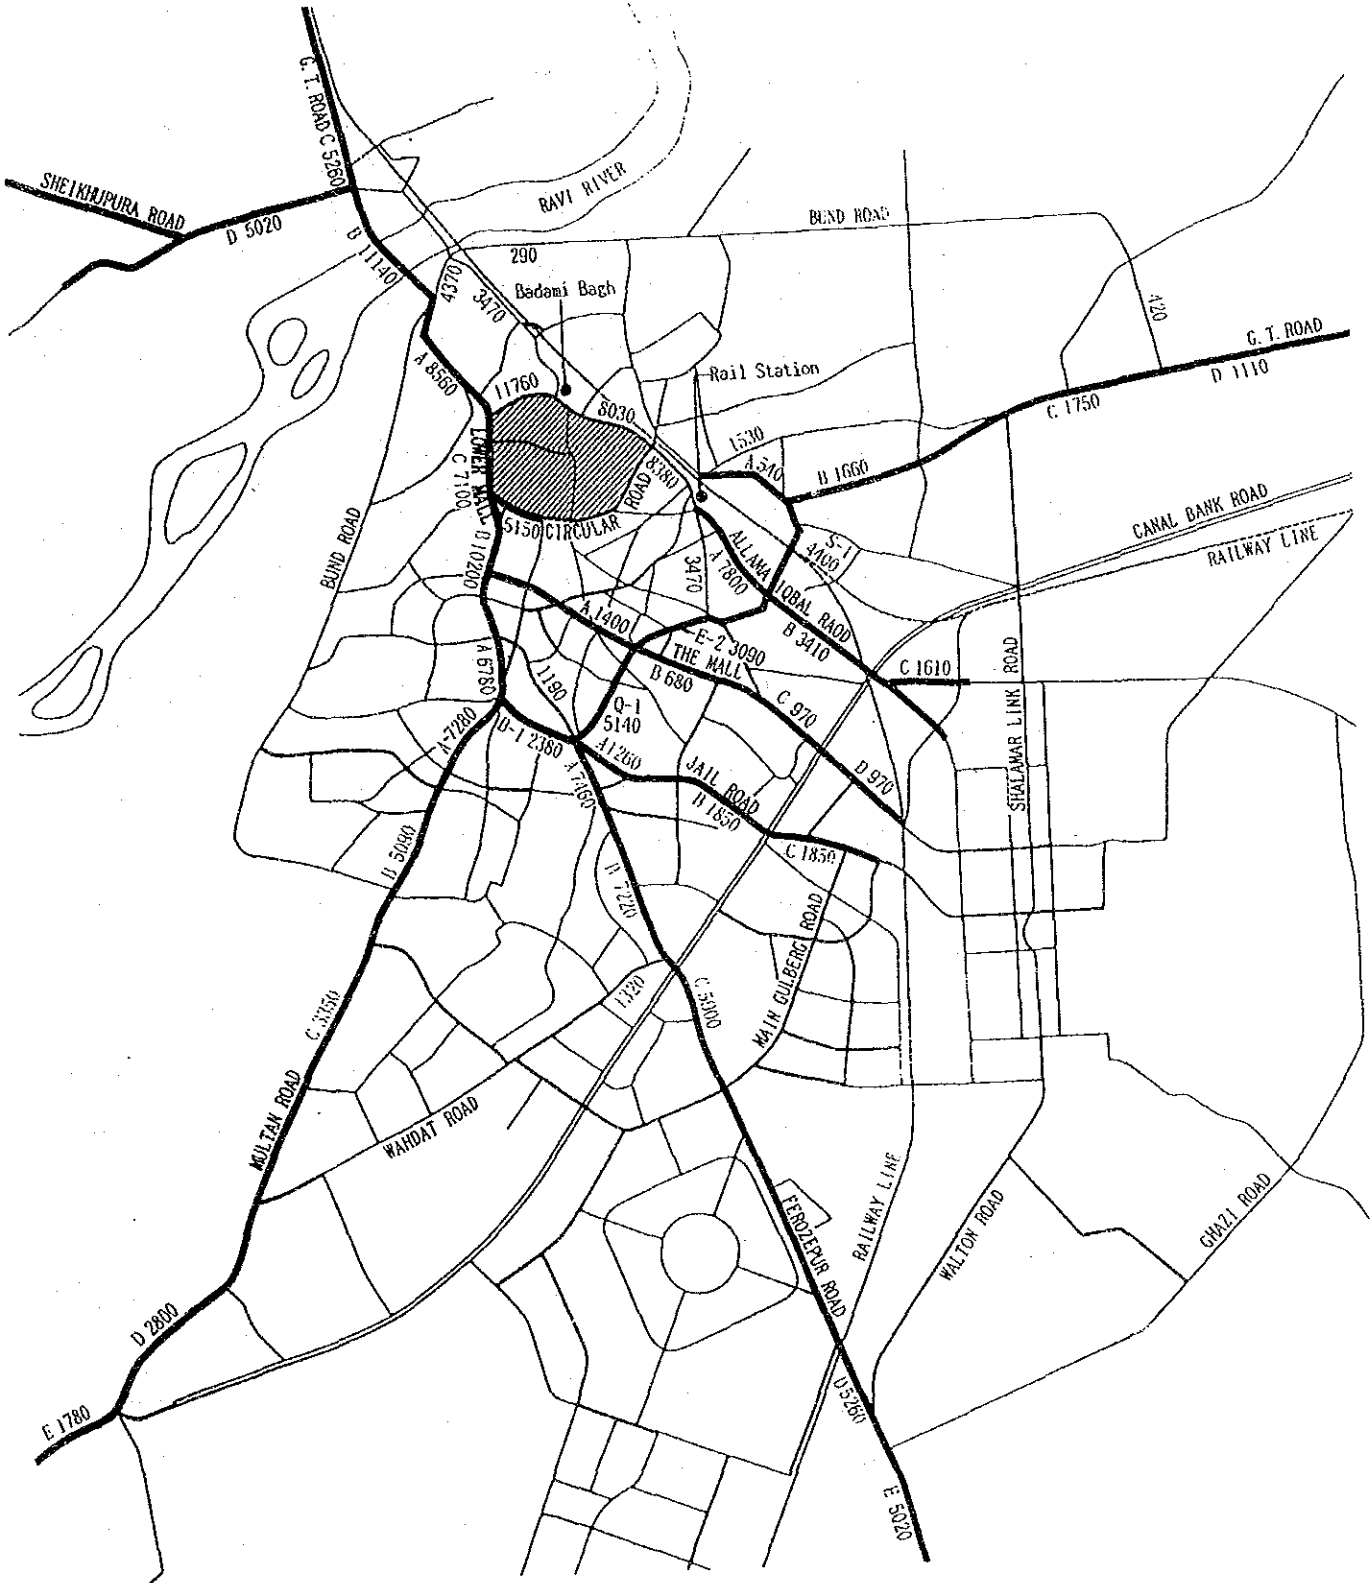 G. T. ROAD C 5260
SHEIKHUPURA ROAD
D 5020
RAVI RIVER
BUND ROAD
B 11140
4370
3470
290
Badami Bagh
420
G. T. ROAD
D 1110
A 8560
11760
8030
Rail Station
C 1750
1530
A 540
B 1660
LOWER MALL
C 7100
8380
CIRCULAR ROAD
5150
B 10200
BUND ROAD
CANAL BANK ROAD
RAILWAY LINE
S-1
4400
ALLAMA IQBAL RAOD
A 7800
3470
A 1400
E-2 3090
THE MALL
B 3410
B 680
C 1610
SHALAMAR LINK ROAD
A 6780
1190
Q-1
5140
C 970
A 7280
B-1 2380
A 1260
JAIL ROAD
D 970
A 7460
B 1850
C 1850
B 5090
B 7220
MAIN GULBERG ROAD
1320
C 5000
C 3350
MULTAN ROAD
WAHDAT ROAD
FEROZEPUR ROAD
RAILWAY LINE
WALTON ROAD
GHAZI ROAD
D 2800
E 1780
D 5260
E 5020